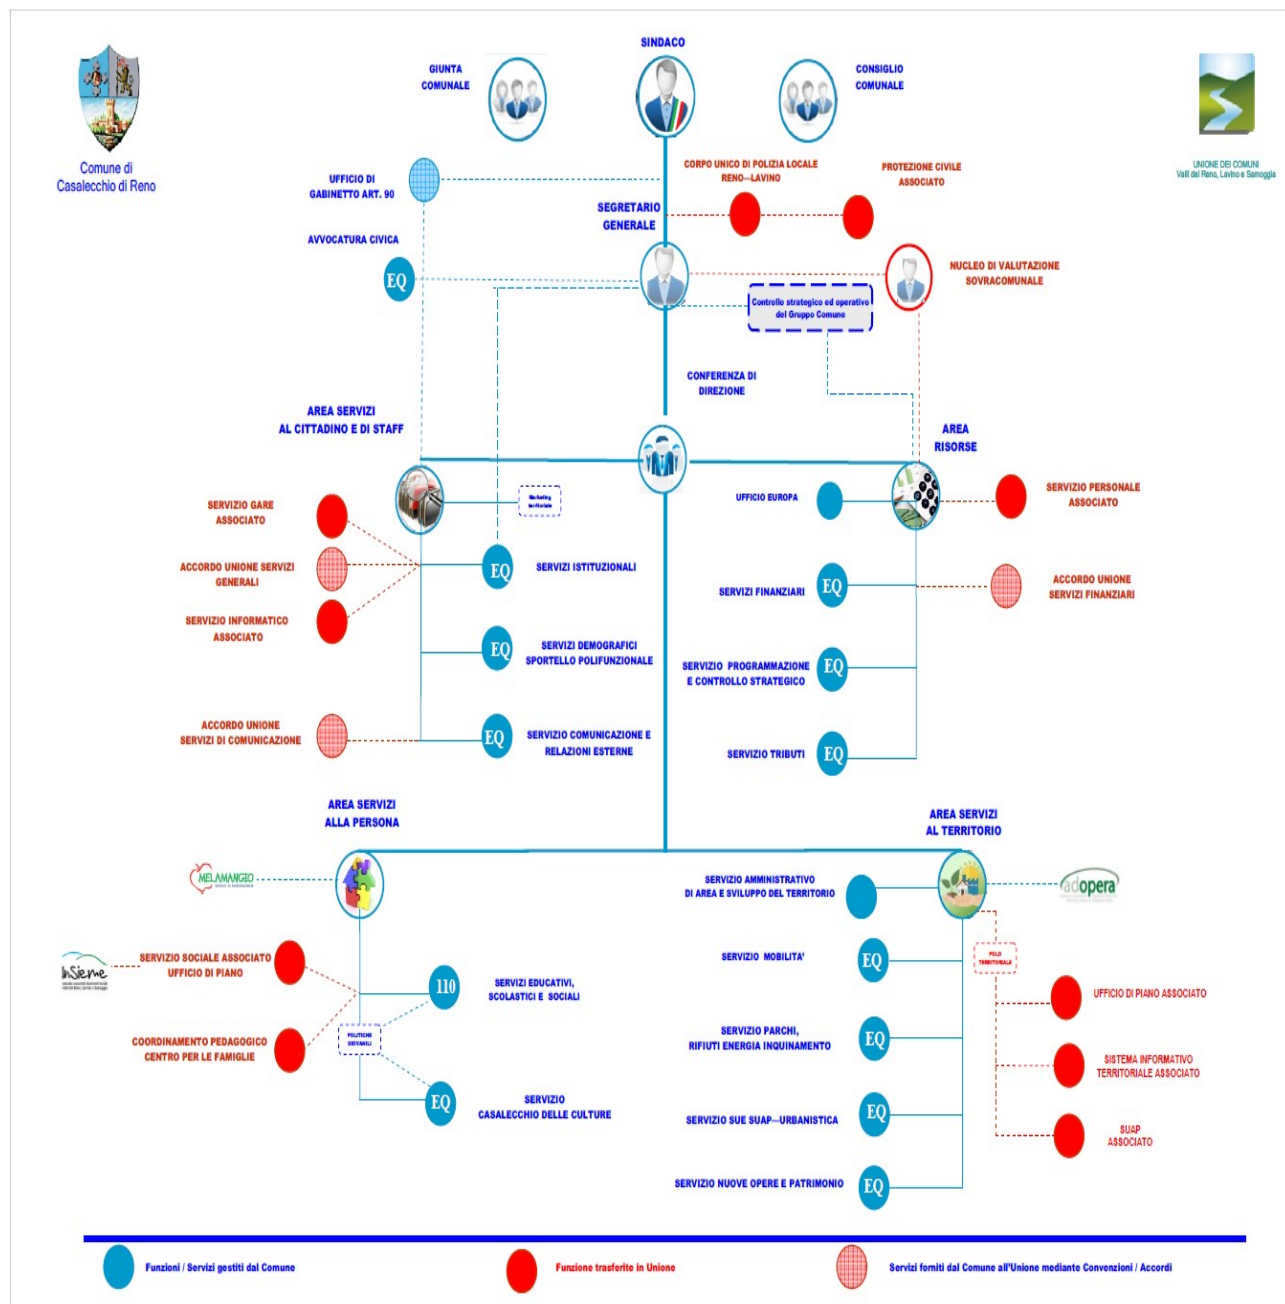 SINDACO
GIUNTA
COMUNALE
CONSIGLIO
COMUNALE
Comune di
Casalecchio di Reno
UNIONE DEI COMUNI
Valli del Reno, Lavino e Samoggia
UFFICIO DI
GABINETTO ART. 90
CORPO UNICO DI POLIZIA LOCALE
RENO—LAVINO
PROTEZIONE CIVILE
ASSOCIATO
SEGRETARIO
GENERALE
AVVOCATURA CIVICA
EQ
NUCLEO DI VALUTAZIONE
SOVRACOMUNALE
Controllo strategico ed operativo
del Gruppo Comune
CONFERENZA DI
DIREZIONE
AREA SERVIZI
AL CITTADINO E DI STAFF
AREA
RISORSE
Marketing
territoriale
SERVIZIO GARE
ASSOCIATO
ACCORDO UNIONE SERVIZI
GENERALI
SERVIZIO INFORMATICO
ASSOCIATO
EQ
SERVIZI ISTITUZIONALI
EQ
SERVIZI DEMOGRAFICI
SPORTELLO POLIFUNZIONALE
ACCORDO UNIONE
SERVIZI DI COMUNICAZIONE
EQ
SERVIZIO COMUNICAZIONE E
RELAZIONI ESTERNE
UFFICIO EUROPA
SERVIZIO PERSONALE
ASSOCIATO
SERVIZI FINANZIARI
EQ
ACCORDO UNIONE
SERVIZI FINANZIARI
SERVIZIO PROGRAMMAZIONE
E CONTROLLO STRATEGICO
EQ
SERVIZIO TRIBUTI
EQ
AREA SERVIZI
ALLA PERSONA
AREA SERVIZI
AL TERRITORIO
MELAMANGIO
SERVIZIO SOCIALE ASSOCIATO
UFFICIO DI PIANO
InSieme
COORDINAMENTO PEDAGOGICO
CENTRO PER LE FAMIGLIE
110
SERVIZI EDUCATIVI,
SCOLASTICI E SOCIALI
POLITICHE
GIOVANILI
EQ
SERVIZIO
CASALECCHIO DELLE CULTURE
SERVIZIO AMMINISTRATIVO
DI AREA E SVILUPPO DEL TERRITORIO
adopera
SERVIZIO MOBILITA'
EQ
POLO
TERRITORIALE
UFFICIO DI PIANO ASSOCIATO
SERVIZIO PARCHI,
RIFIUTI ENERGIA INQUINAMENTO
EQ
SISTEMA INFORMATIVO
TERRITORIALE ASSOCIATO
SERVIZIO SUE SUAP—URBANISTICA
EQ
SUAP
ASSOCIATO
SERVIZIO NUOVE OPERE E PATRIMONIO
EQ
Funzioni / Servizi gestiti dal Comune
Funzione trasferite in Unione
Servizi forniti dal Comune all'Unione mediante Convenzioni / Accordi